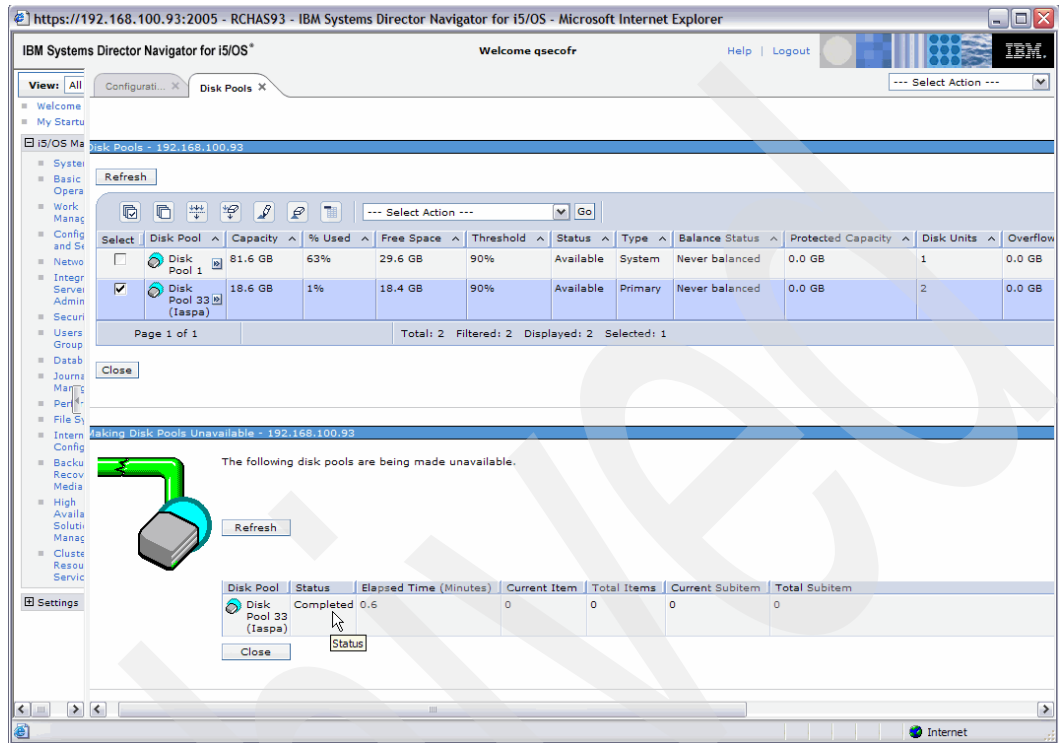 https://192.168.100.93:2005 - RCHAS93 - IBM Systems Director Navigator for i5/OS - Microsoft Internet Explorer
IBM Systems Director Navigator for i5/OS®
Welcome qsecofr
Help | Logout
IBM.
View: All
Configurati... X
Disk Pools X
--- Select Action ---
Welcome
My Startu
i5/OS Ma
Syster
Basic
Opera
Work
Manag
Config
and Se
Netwo
Integr
Server
Admin
Securi
Users
Group
Datab
Journa
Manag
Per
File Sy
Intern
Config
Backu
Recov
Media
High
Availa
Soluti
Manag
Cluste
Resou
Servic
Settings
Disk Pools - 192.168.100.93
Refresh
--- Select Action ---
Go
Select Disk Pool Capacity % Used Free Space Threshold Status Type Balance Status Protected Capacity Disk Units Overflow
Disk Pool 1 81.6 GB 63% 29.6 GB 90% Available System Never balanced 0.0 GB 1 0.0 GB
Disk Pool 33 (Iaspa) 18.6 GB 1% 18.4 GB 90% Available Primary Never balanced 0.0 GB 2 0.0 GB
Page 1 of 1
Total: 2 Filtered: 2 Displayed: 2 Selected: 1
Close
Making Disk Pools Unavailable - 192.168.100.93
The following disk pools are being made unavailable.
Refresh
Disk Pool Status Elapsed Time (Minutes) Current Item Total Items Current Subitem Total Subitem
Disk Pool 33 (Iaspa) Completed 0.6 0 0 0 0
Status
Close
Internet